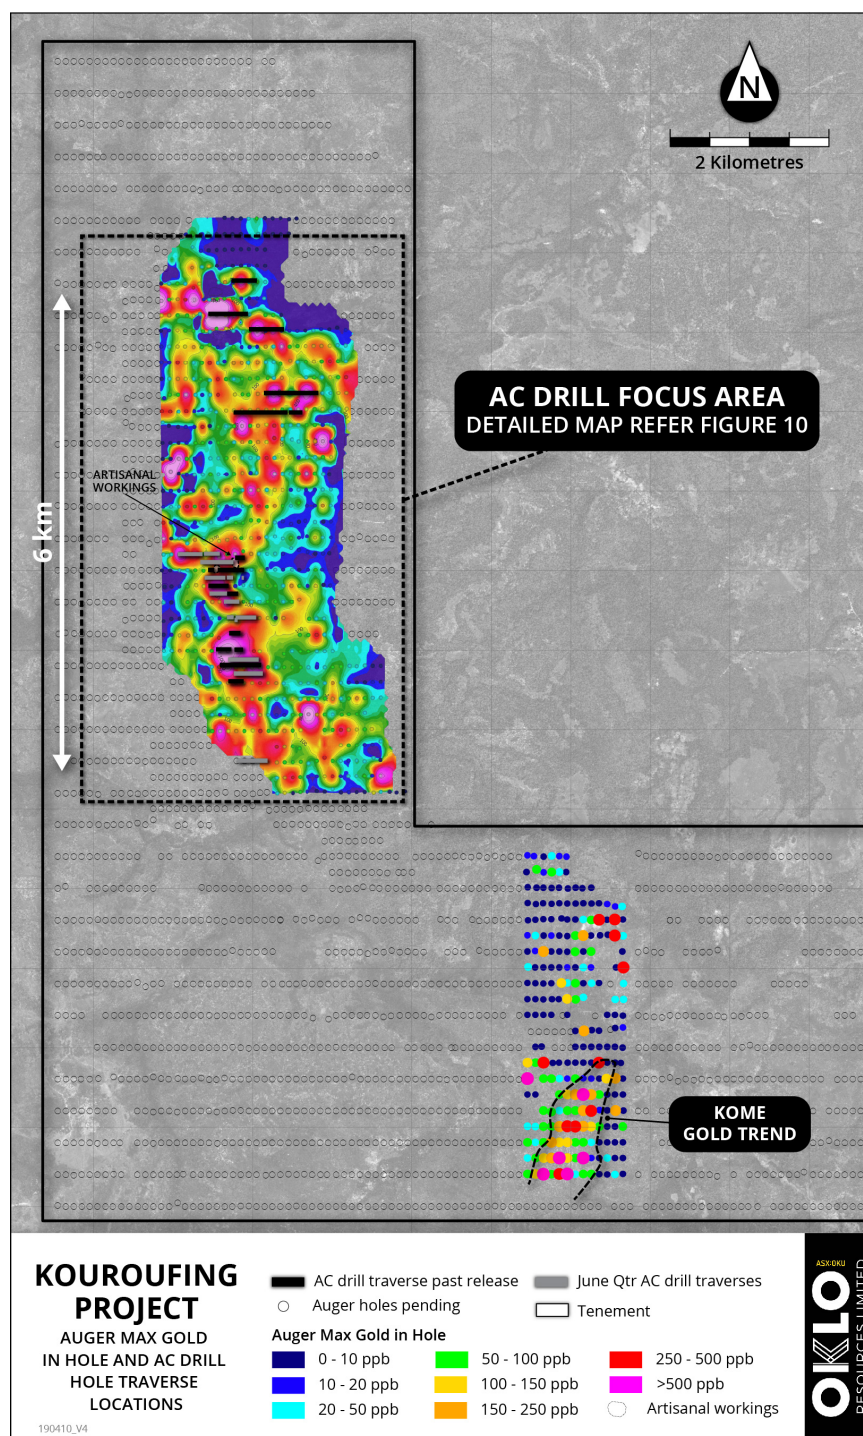 N
2 Kilometres
AC DRILL FOCUS AREA
DETAILED MAP REFER FIGURE 10
ARTISANAL
WORKINGS
6 km
KOME
GOLD TREND
KOUROUFING
PROJECT
AUGER MAX GOLD
IN HOLE AND AC DRILL
HOLE TRAVERSE
LOCATIONS
190410_V4
AC drill traverse past release
June Qtr AC drill traverses
Auger holes pending
Tenement
Auger Max Gold in Hole
0 - 10 ppb
50 - 100 ppb
250 - 500 ppb
10 - 20 ppb
100 - 150 ppb
>500 ppb
20 - 50 ppb
150 - 250 ppb
Artisanal workings
ASX:OKU
OKLO
RESOURCES LIMITED